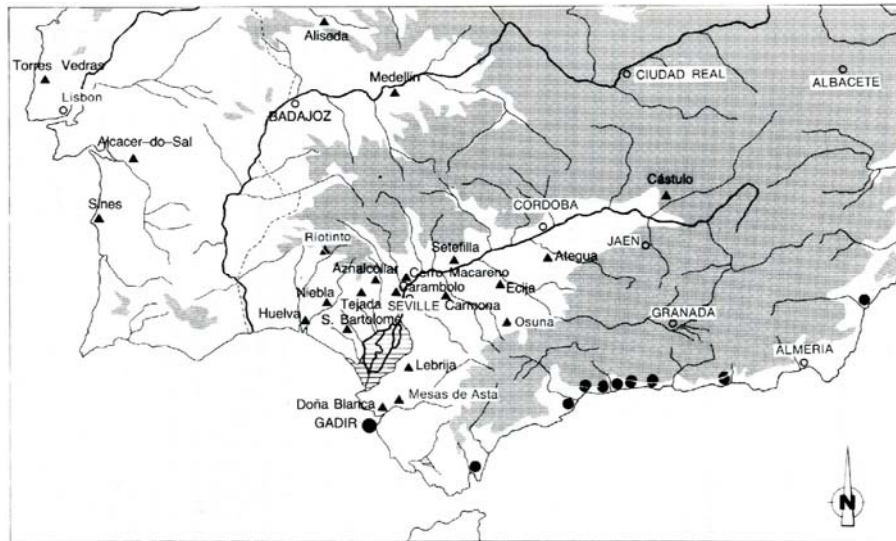 Aliseda
Torres Vedras
Medellin
CIUDAD REAL
ALBACETE
Lisbon
BADAJOZ
Alcacer-do-Sal
Cástulo
Sines
CORDOBA
Riotinto
Setefilla
JAEN
Ategua
Aznalcollar
Cerro Macareno
Carambolo
Ecija
Niebla
Tejada
SEVILLE
Carmona
Huelva
S. Bartolomé
Osuna
GRANADA
ALMERIA
Lebrija
Mesas de Asta
Doña Blanca
GADIR
N